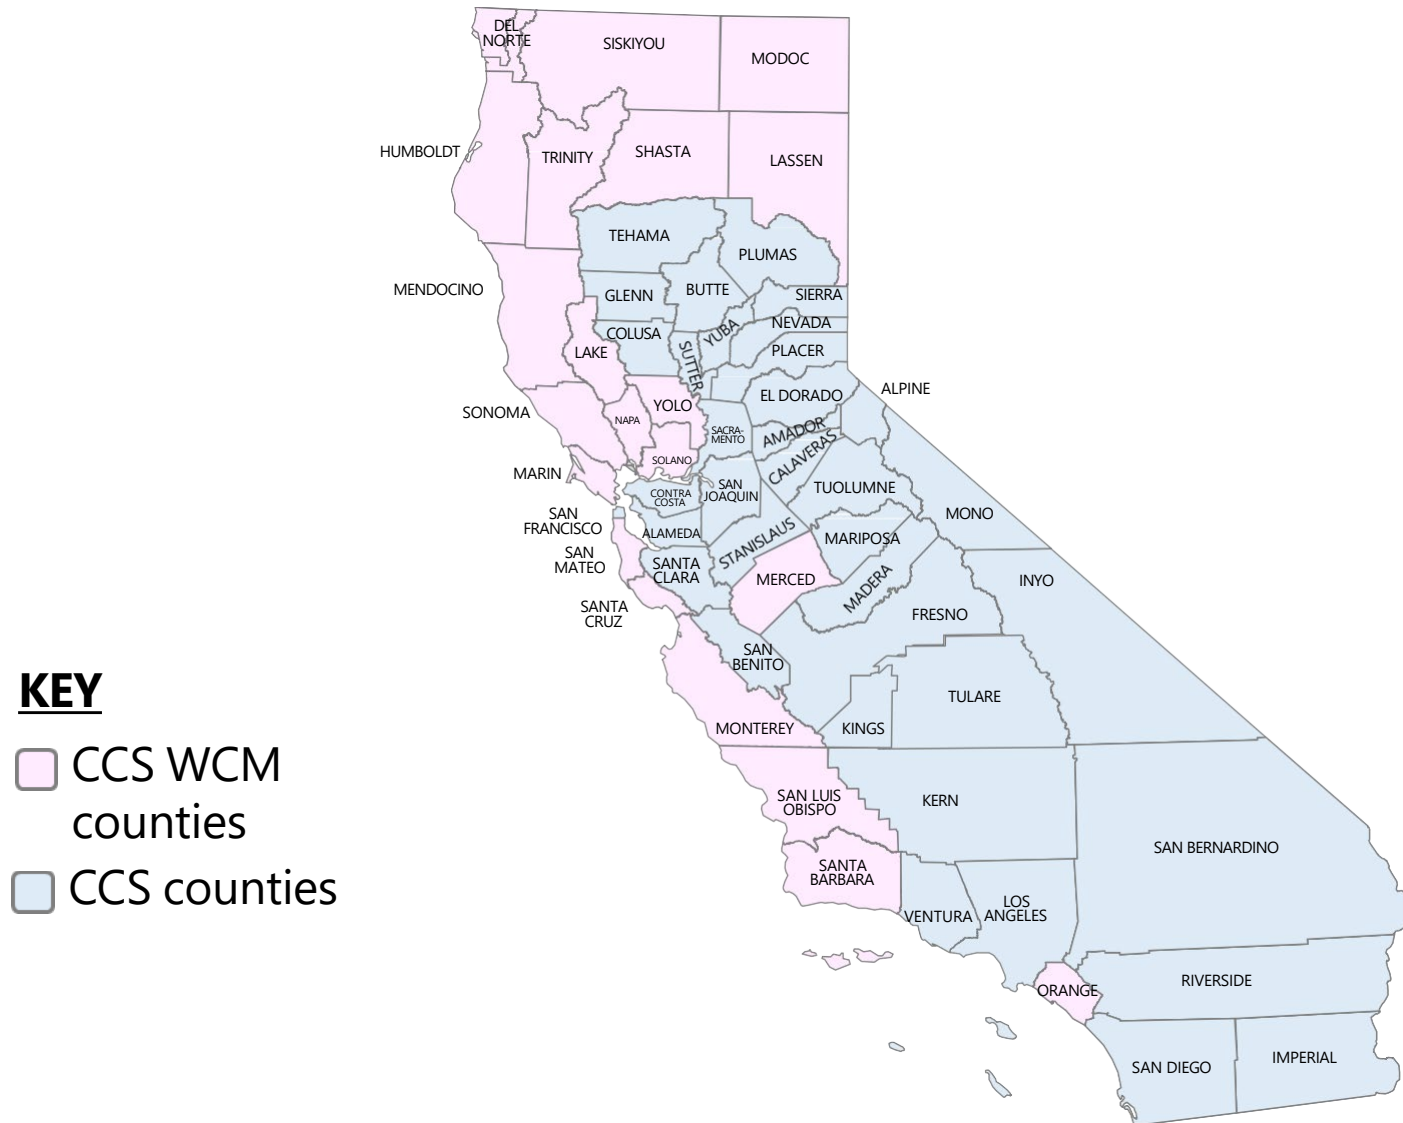 DEL
NORTE
SISKIYOU
MODOC
HUMBOLDT
TRINITY
SHASTA
LASSEN
TEHAMA
PLUMAS
MENDOCINO
GLENN
BUTTE
SIERRA
COLUSA
YUBA
NEVADA
LAKE
SUTTER
PLACER
ALPINE
EL DORADO
SONOMA
NAPA
YOLO
SACRA-
MENTO
AMADOR
CALAVERAS
MARIN
SOLANO
SAN
JOAQUIN
TUOLUMNE
CONTRA
COSTA
SAN
FRANCISCO
MONO
ALAMEDA
STANISLAUS
MARIPOSA
SAN
MATEO
SANTA
CLARA
MERCED
MADERA
INYO
SANTA
CRUZ
FRESNO
SAN
BENITO
TULARE
MONTEREY
KINGS
SAN LUIS
OBISPO
KERN
SAN BERNARDINO
SANTA
BARBARA
VENTURA
LOS
ANGELES
ORANGE
RIVERSIDE
SAN DIEGO
IMPERIAL
KEY
CCS WCM
counties
CCS counties